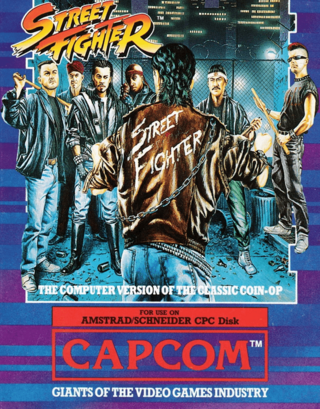 STREET
FIGHTER
STREET
FIGHTER
THE COMPUTER VERSION OF THE CLASSIC COIN-OP
FOR USE ON
AMSTRAD/SCHNEIDER CPC Disk
CAPCOM™
GIANTS OF THE VIDEO GAMES INDUSTRY